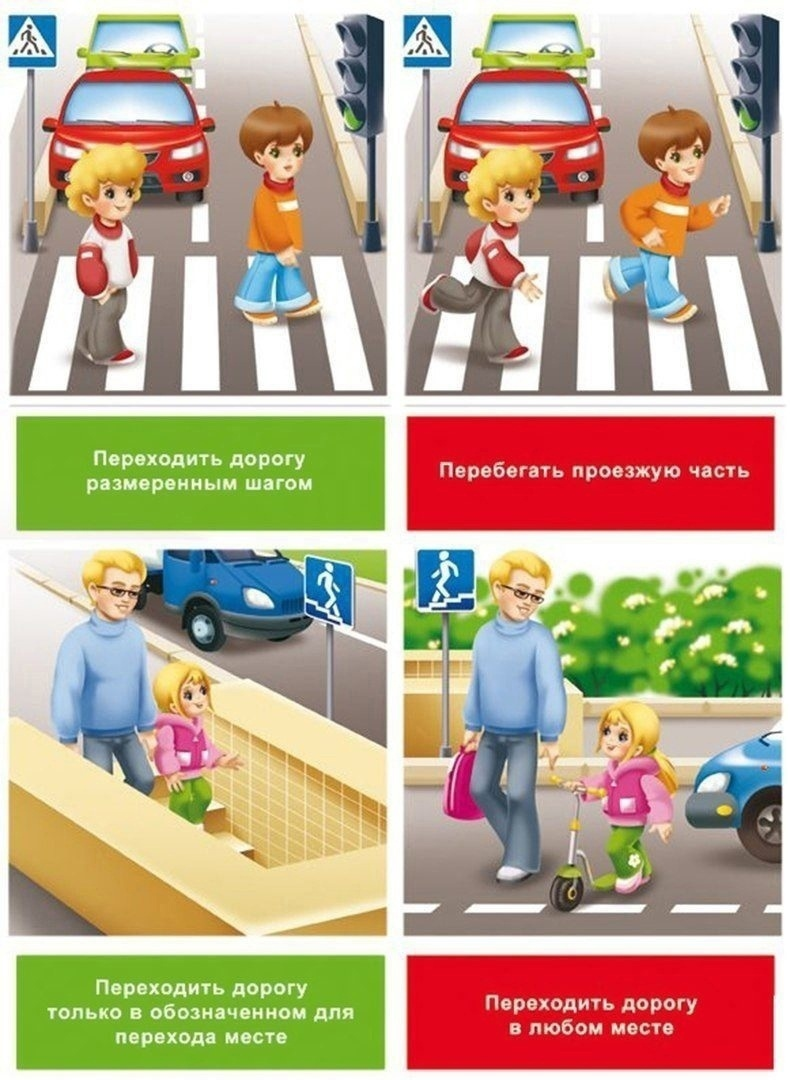 Переходить дорогу
размеренным шагом
Перебегать проезжую часть
Переходить дорогу
только в обозначенном для
перехода месте
Переходить дорогу
в любом месте